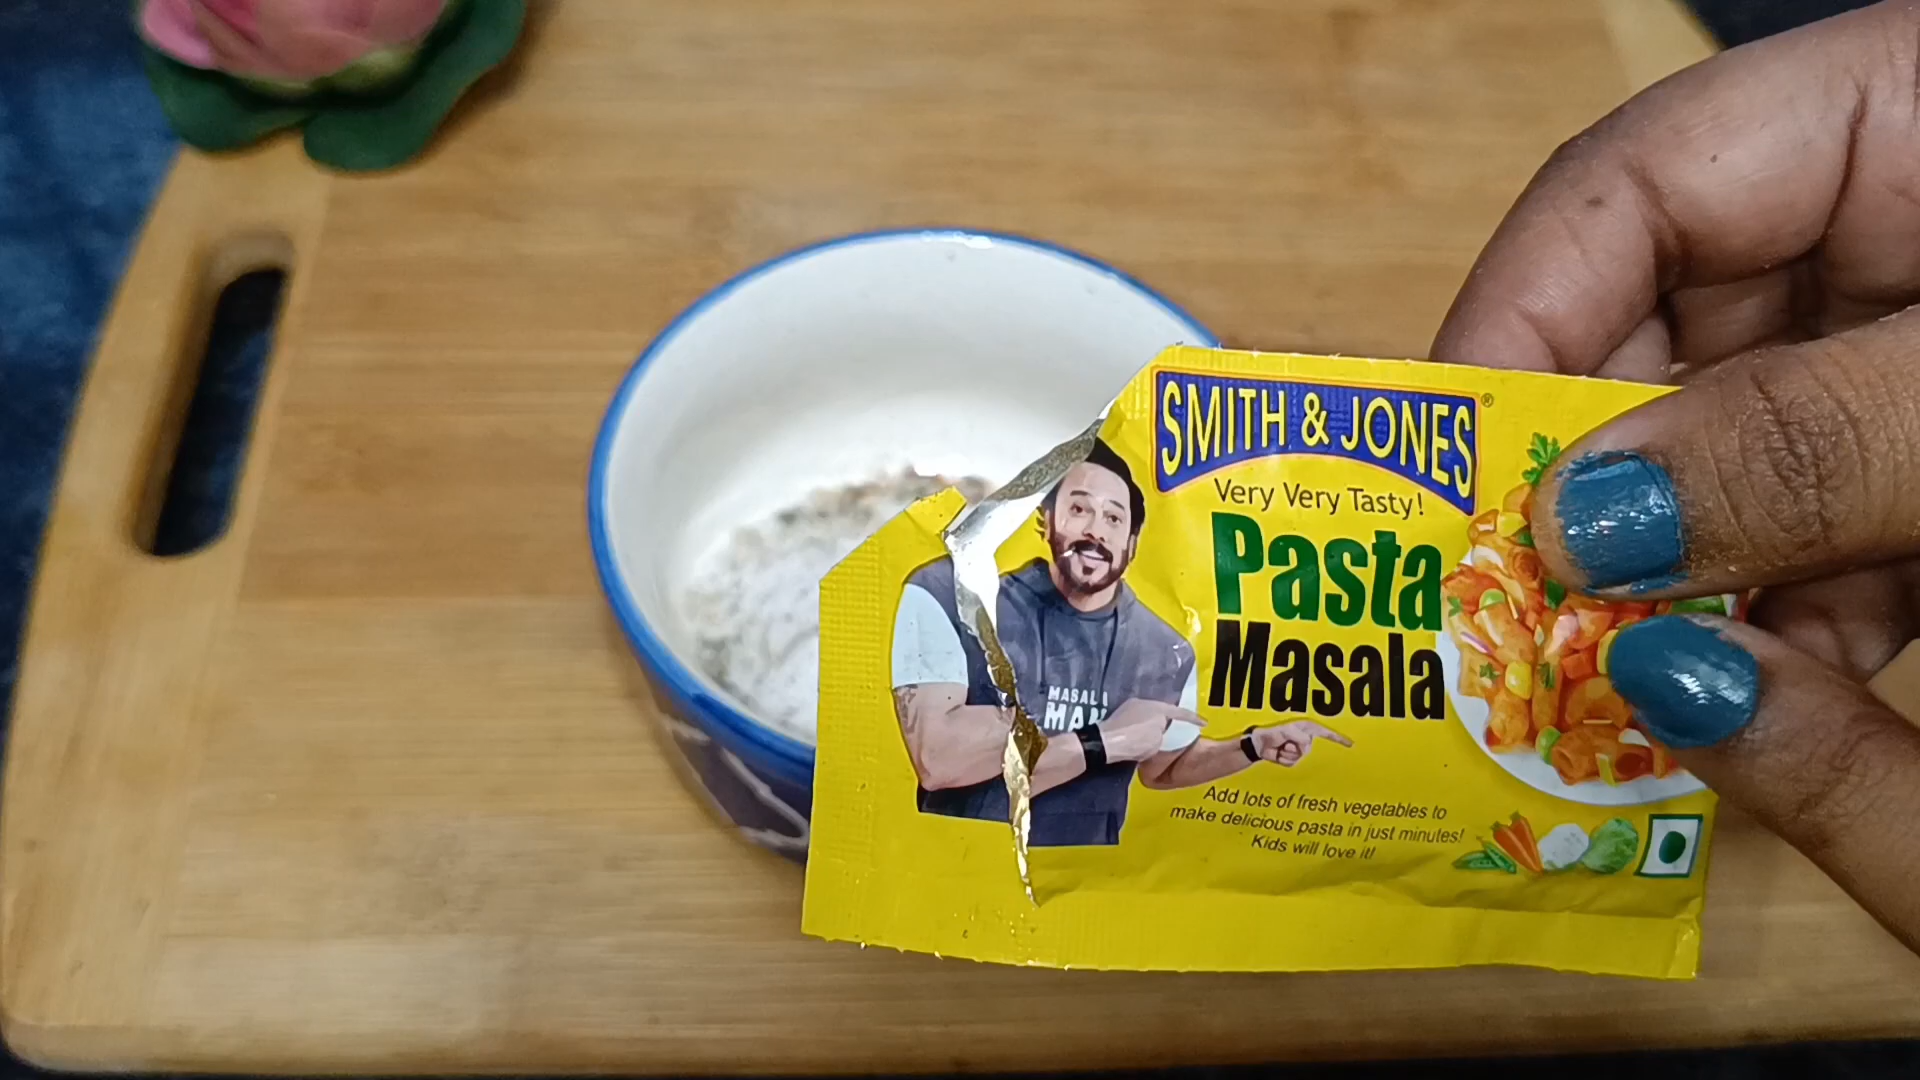 SMITH & JONES®
Very Very Tasty!
Pasta
Masala
MASALA
MAN
Add lots of fresh vegetables to
make delicious pasta in just minutes!
Kids will love it!